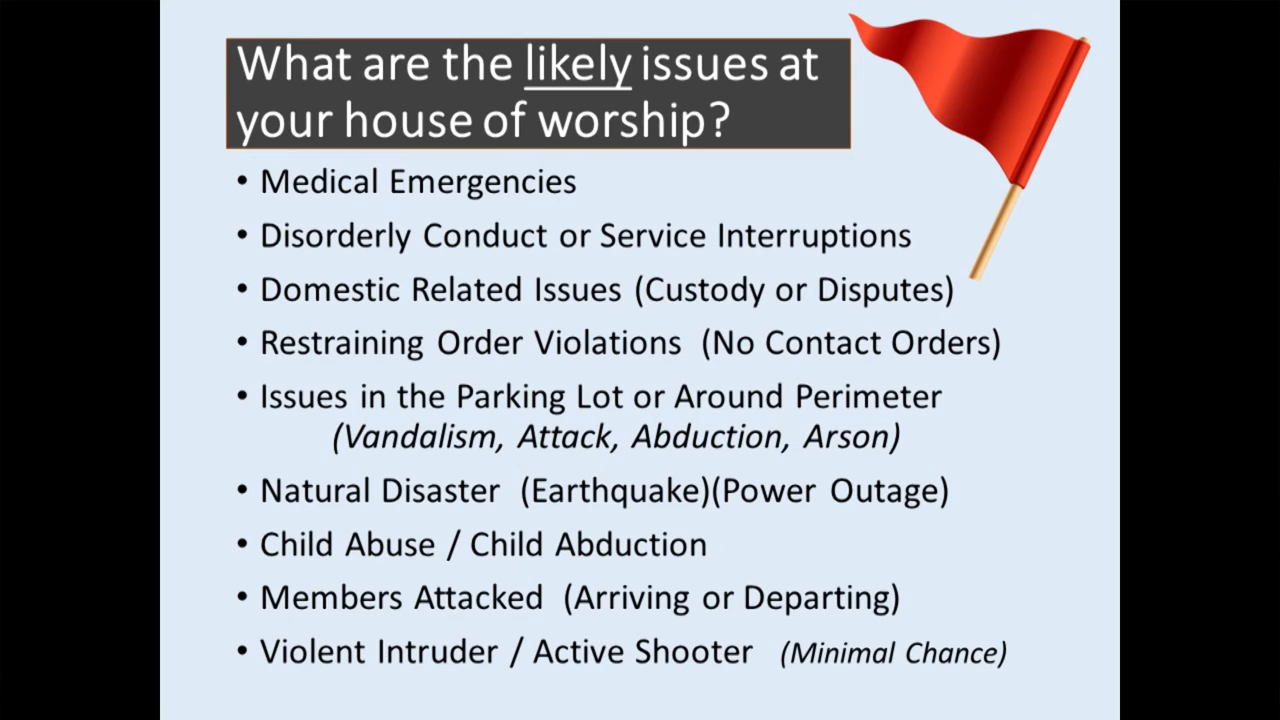 What are the likely issues at
your house of worship?
• Medical Emergencies
• Disorderly Conduct or Service Interruptions
• Domestic Related Issues (Custody or Disputes)
• Restraining Order Violations (No Contact Orders)
• Issues in the Parking Lot or Around Perimeter
(Vandalism, Attack, Abduction, Arson)
• Natural Disaster (Earthquake)(Power Outage)
• Child Abuse / Child Abduction
• Members Attacked (Arriving or Departing)
• Violent Intruder / Active Shooter (Minimal Chance)